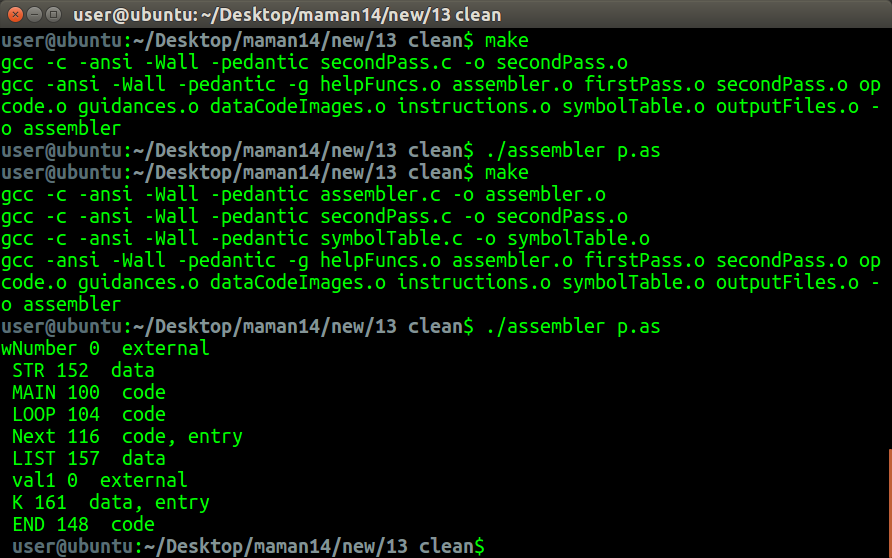 user@ubuntu: ~/Desktop/maman14/new/13 clean
user@ubuntu:~/Desktop/maman14/new/13 clean$ make
gcc -c -ansi -Wall -pedantic secondPass.c -o secondPass.o
gcc -ansi -Wall -pedantic -g helpFuncs.o assembler.o firstPass.o secondPass.o op
code.o guidances.o dataCodeImages.o instructions.o symbolTable.o outputFiles.o -
o assembler
user@ubuntu:~/Desktop/maman14/new/13 clean$ ./assembler p.as
user@ubuntu:~/Desktop/maman14/new/13 clean$ make
gcc -c -ansi -Wall -pedantic assembler.c -o assembler.o
gcc -c -ansi -Wall -pedantic secondPass.c -o secondPass.o
gcc -c -ansi -Wall -pedantic symbolTable.c -o symbolTable.o
gcc -ansi -Wall -pedantic -g helpFuncs.o assembler.o firstPass.o secondPass.o op
code.o guidances.o dataCodeImages.o instructions.o symbolTable.o outputFiles.o -
o assembler
user@ubuntu:~/Desktop/maman14/new/13 clean$ ./assembler p.as
wNumber 0  external
 STR 152  data
 MAIN 100  code
 LOOP 104  code
 Next 116  code, entry
 LIST 157  data
 val1 0  external
 K 161  data, entry
 END 148  code
 user@ubuntu:~/Desktop/maman14/new/13 clean$